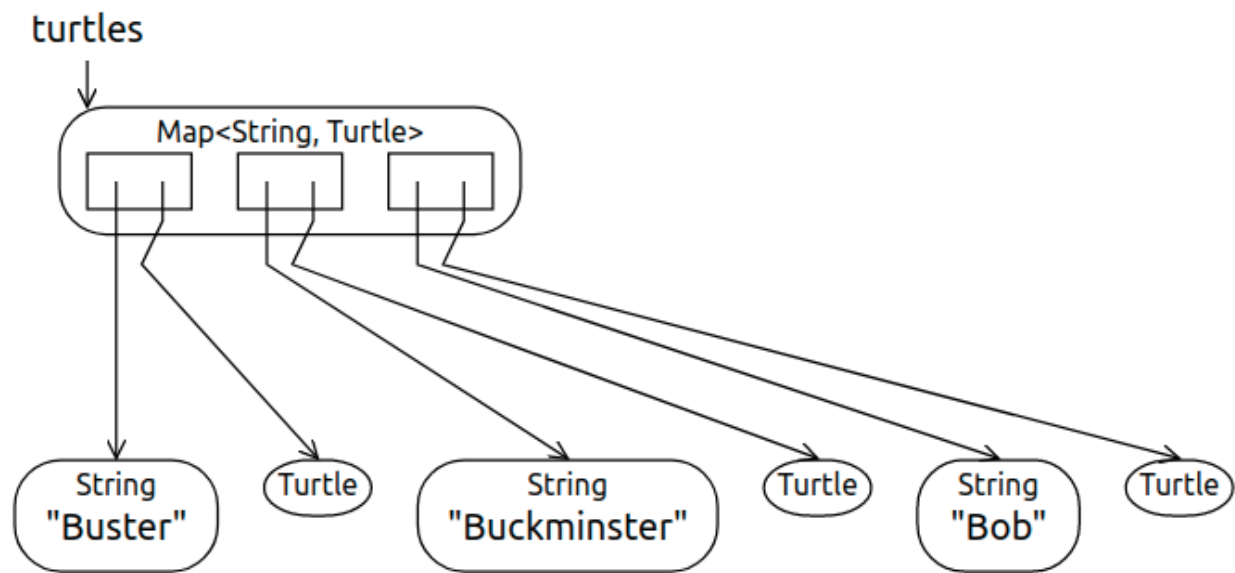 turtles
Map<String, Turtle>
String
"Buster"
Turtle
String
"Buckminster"
Turtle
String
"Bob"
Turtle